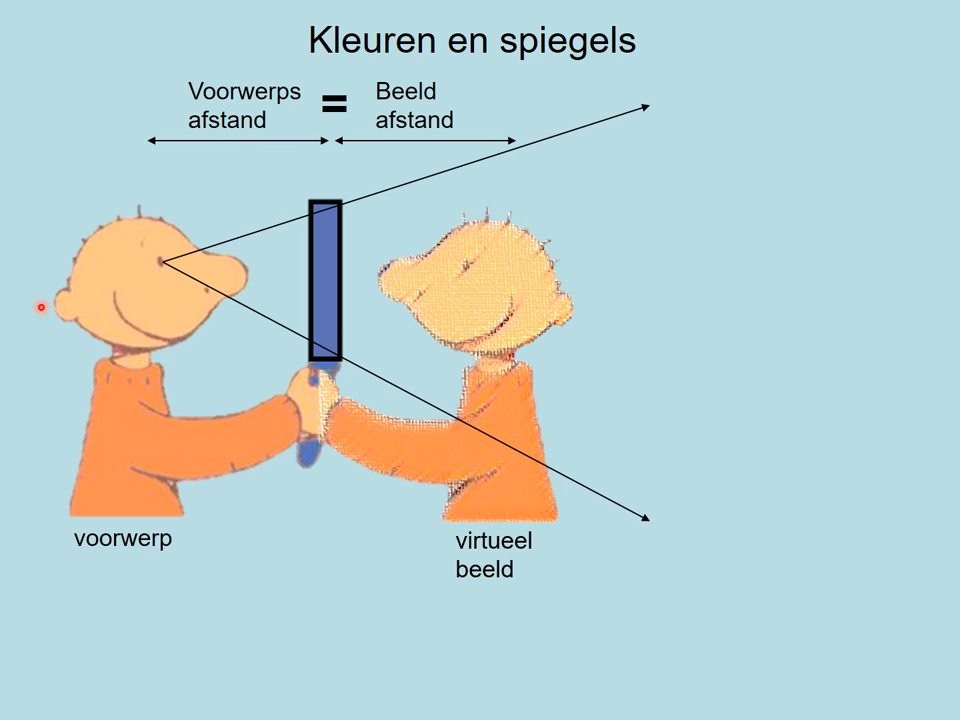 Kleuren en spiegels
Voorwerps = Beeld
afstand afstand
voorwerp
virtueel
beeld